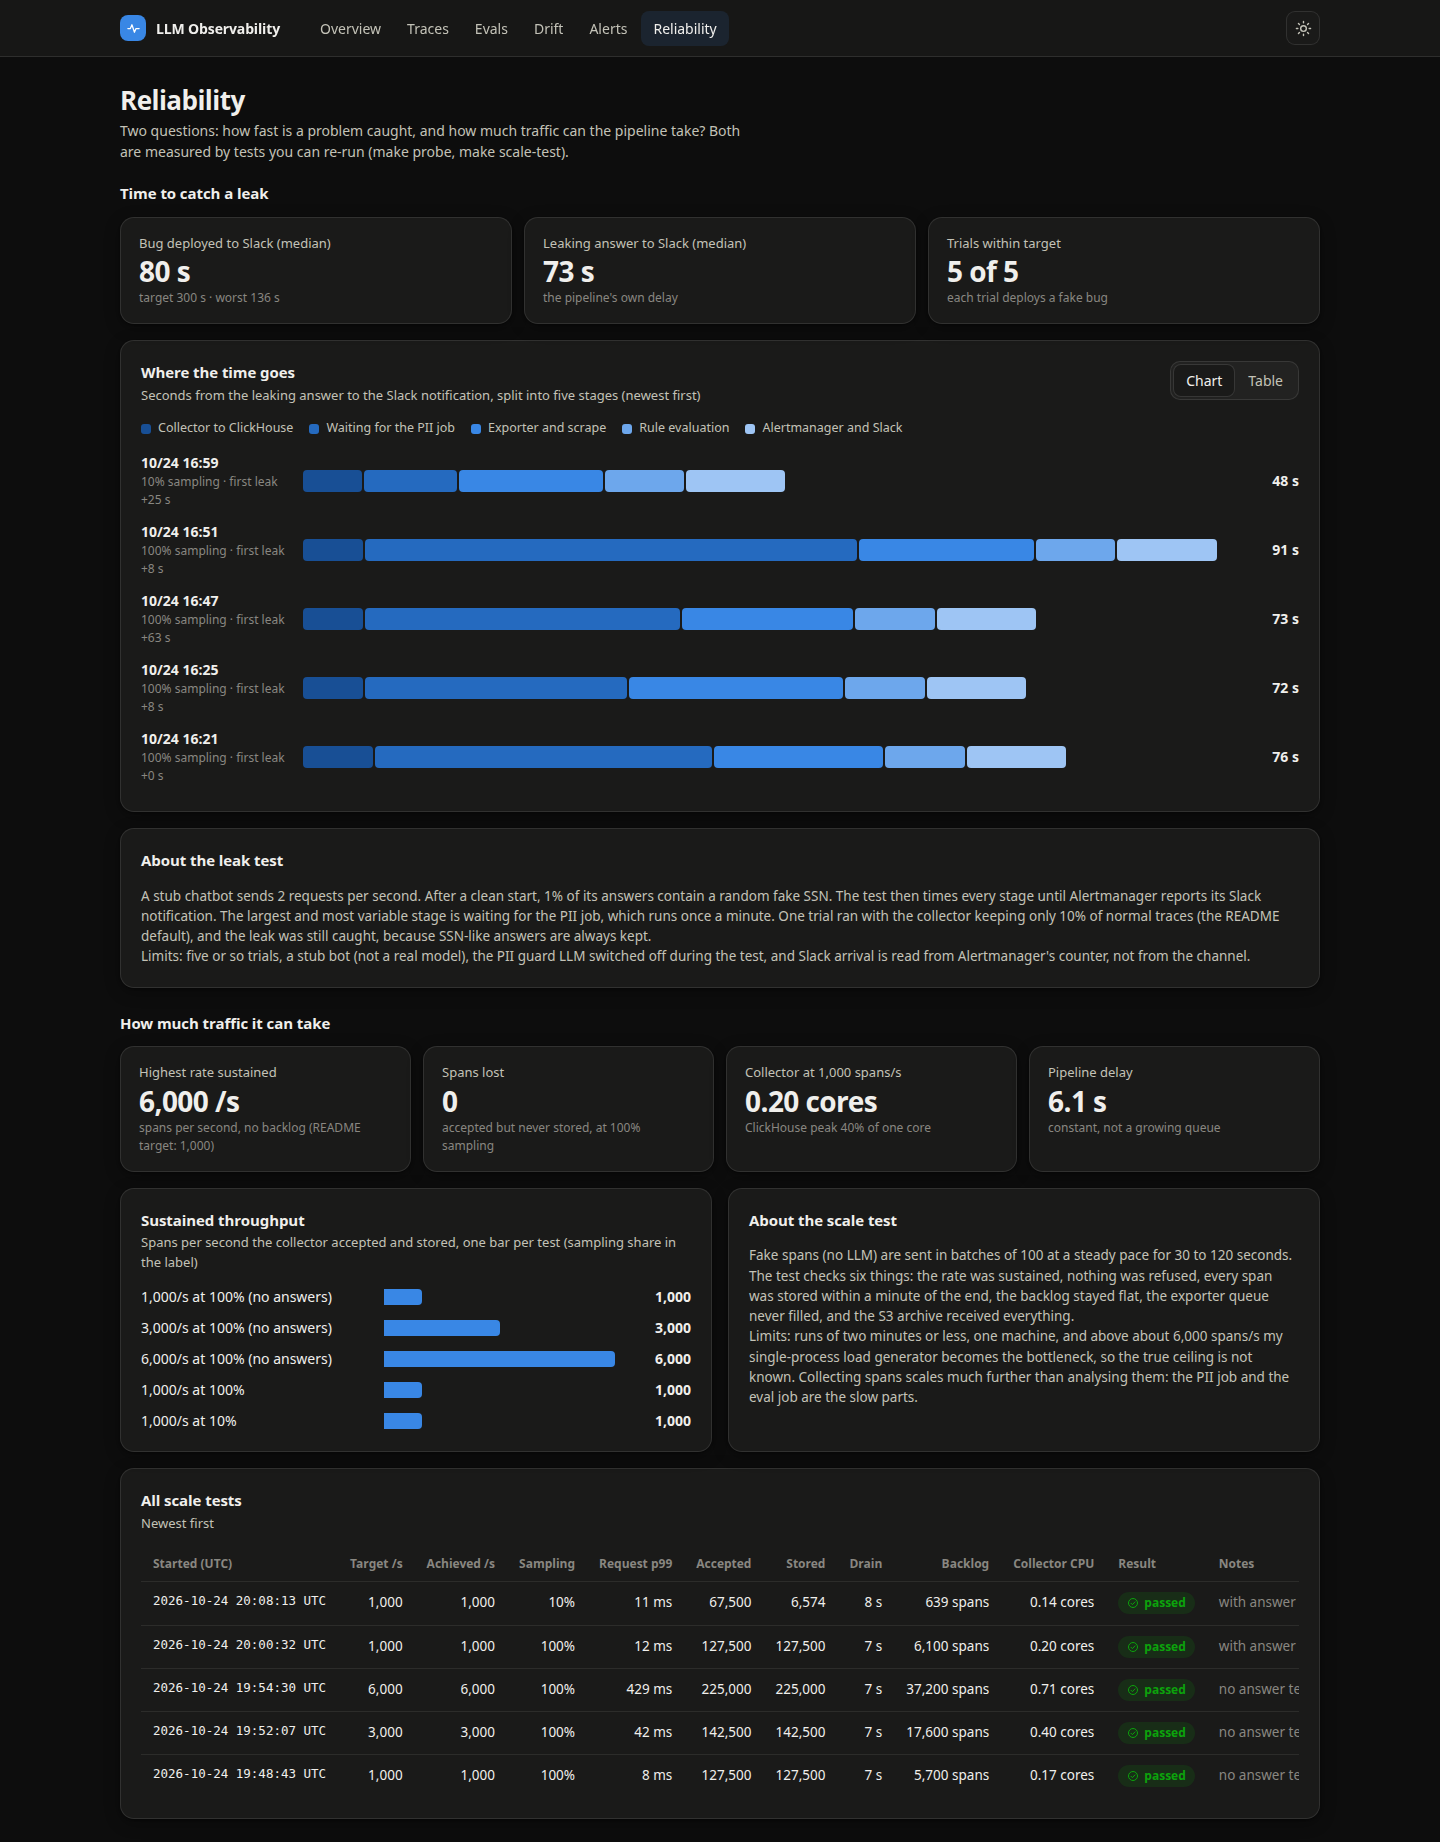 LLM Observability Overview Traces Evals Drift Alerts Reliability
Reliability
Two questions: how fast is a problem caught, and how much traffic can the pipeline take? Both
are measured by tests you can re-run (make probe, make scale-test).
Time to catch a leak
Bug deployed to Slack (median)
80 s
target 300 s · worst 136 s
Leaking answer to Slack (median)
73 s
the pipeline's own delay
Trials within target
5 of 5
each trial deploys a fake bug
Where the time goes
Seconds from the leaking answer to the Slack notification, split into five stages (newest first)
Chart Table
Collector to ClickHouse Waiting for the PII job Exporter and scrape Rule evaluation Alertmanager and Slack
10/24 16:59
10% sampling · first leak
+25 s
48 s
10/24 16:51
100% sampling · first leak
+8 s
91 s
10/24 16:47
100% sampling · first leak
+63 s
73 s
10/24 16:25
100% sampling · first leak
+8 s
72 s
10/24 16:21
100% sampling · first leak
+0 s
76 s
About the leak test
A stub chatbot sends 2 requests per second. After a clean start, 1% of its answers contain a random fake SSN. The test then times every stage until Alertmanager reports its Slack
notification. The largest and most variable stage is waiting for the PII job, which runs once a minute. One trial ran with the collector keeping only 10% of normal traces (the README
default), and the leak was still caught, because SSN-like answers are always kept.
Limits: five or so trials, a stub bot (not a real model), the PII guard LLM switched off during the test, and Slack arrival is read from Alertmanager's counter, not from the channel.
How much traffic it can take
Highest rate sustained
6,000 /s
spans per second, no backlog (README
target: 1,000)
Spans lost
0
accepted but never stored, at 100%
sampling
Collector at 1,000 spans/s
0.20 cores
ClickHouse peak 40% of one core
Pipeline delay
6.1 s
constant, not a growing queue
Sustained throughput
Spans per second the collector accepted and stored, one bar per test (sampling share in
the label)
1,000/s at 100% (no answers) 1,000
3,000/s at 100% (no answers) 3,000
6,000/s at 100% (no answers) 6,000
1,000/s at 100% 1,000
1,000/s at 10% 1,000
About the scale test
Fake spans (no LLM) are sent in batches of 100 at a steady pace for 30 to 120 seconds.
The test checks six things: the rate was sustained, nothing was refused, every span
was stored within a minute of the end, the backlog stayed flat, the exporter queue
never filled, and the S3 archive received everything.
Limits: runs of two minutes or less, one machine, and above about 6,000 spans/s my
single-process load generator becomes the bottleneck, so the true ceiling is not
known. Collecting spans scales much further than analysing them: the PII job and the
eval job are the slow parts.
All scale tests
Newest first
Started (UTC) Target /s Achieved /s Sampling Request p99 Accepted Stored Drain Backlog Collector CPU Result Notes
2026-10-24 20:08:13 UTC 1,000 1,000 10% 11 ms 67,500 6,574 8 s 639 spans 0.14 cores passed with answer
2026-10-24 20:00:32 UTC 1,000 1,000 100% 12 ms 127,500 127,500 7 s 6,100 spans 0.20 cores passed with answer
2026-10-24 19:54:30 UTC 6,000 6,000 100% 429 ms 225,000 225,000 7 s 37,200 spans 0.71 cores passed no answer te
2026-10-24 19:52:07 UTC 3,000 3,000 100% 42 ms 142,500 142,500 7 s 17,600 spans 0.40 cores passed no answer te
2026-10-24 19:48:43 UTC 1,000 1,000 100% 8 ms 127,500 127,500 7 s 5,700 spans 0.17 cores passed no answer te